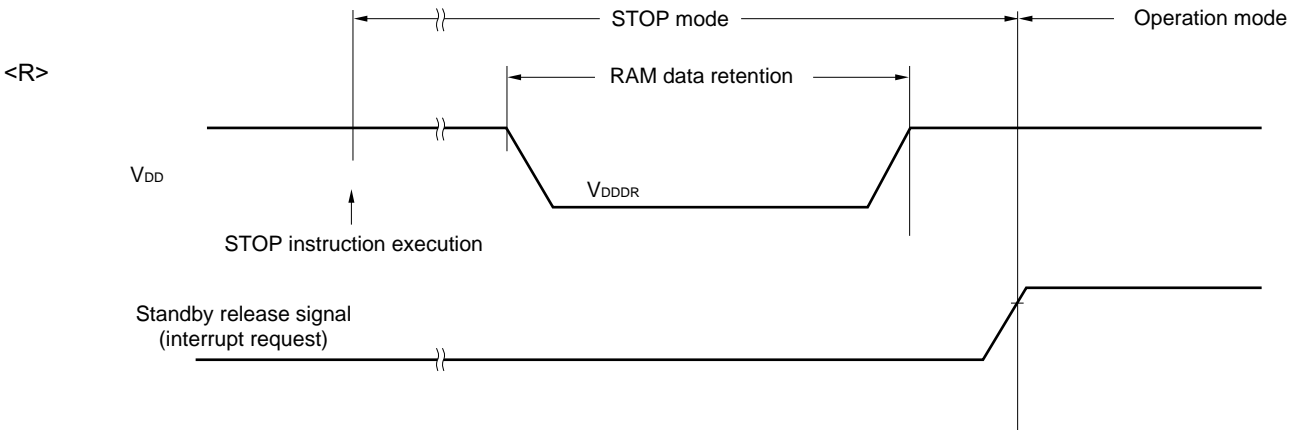 STOP mode
Operation mode
<R>
RAM data retention
VDD
VDDDR
STOP instruction execution
Standby release signal
(interrupt request)